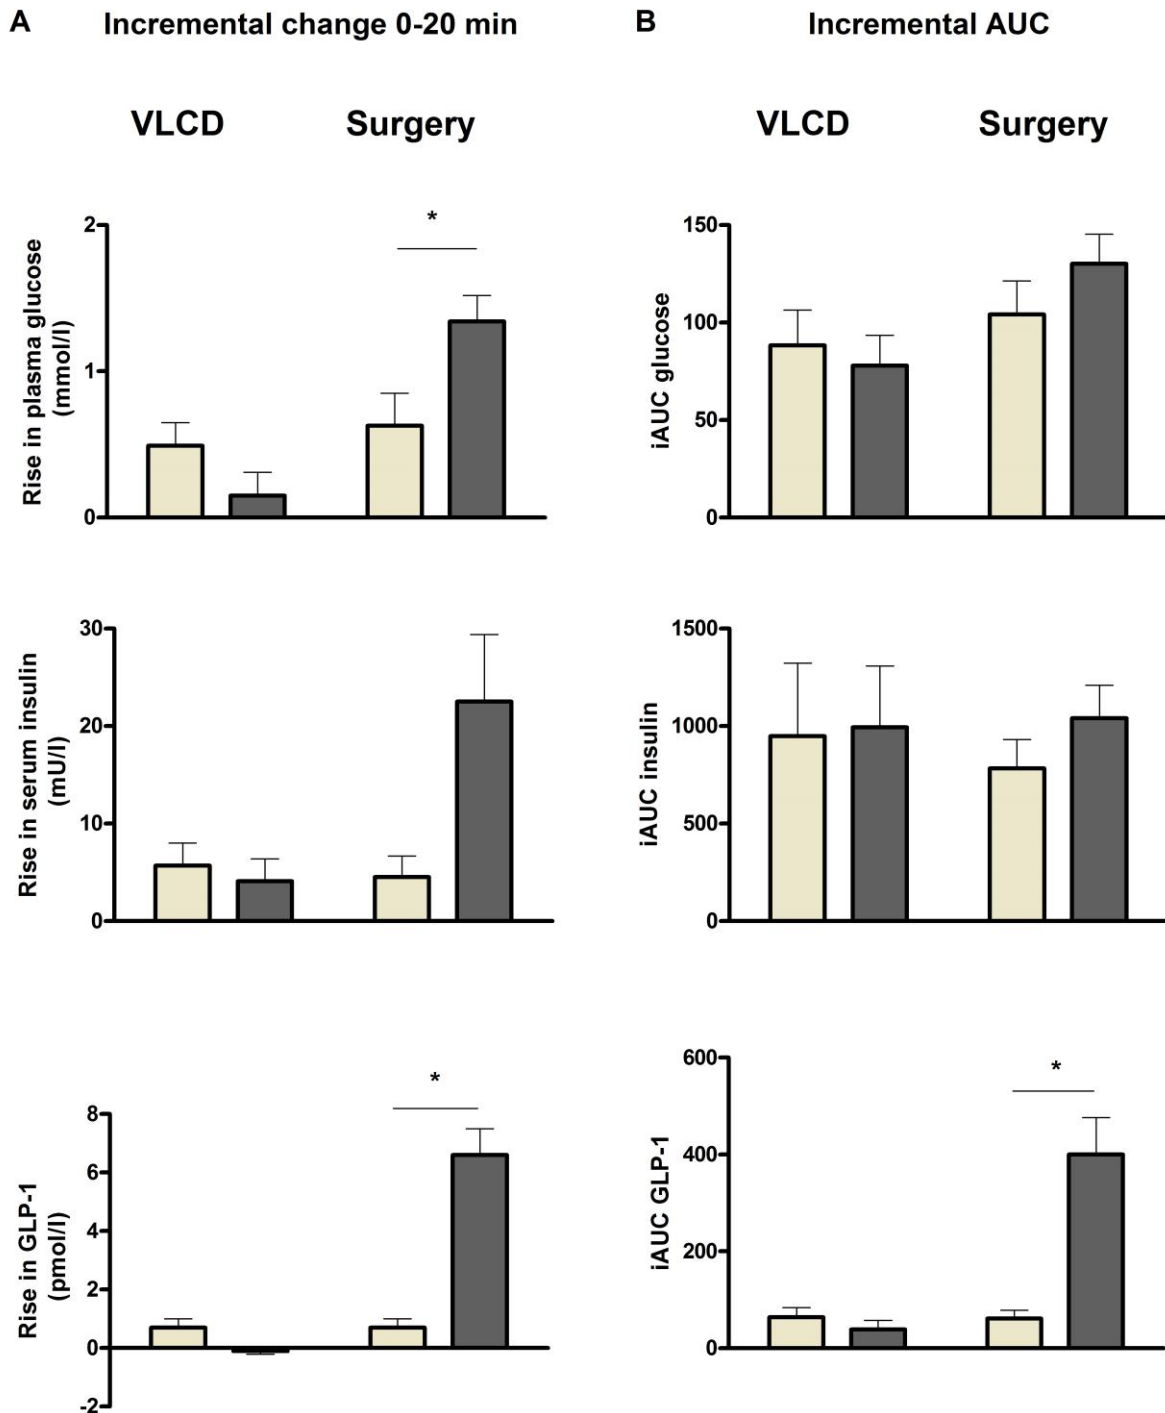 A Incremental change 0-20 min
B Incremental AUC
VLCD Surgery
VLCD Surgery
Rise in plasma glucose
(mmol/l)
2
1
0
*
iAUC glucose
150
100
50
0
Rise in serum insulin
(mU/l)
30
20
10
0
iAUC insulin
1500
1000
500
0
Rise in GLP-1
(pmol/l)
8
6
4
2
0
-2
*
iAUC GLP-1
600
400
200
0
*